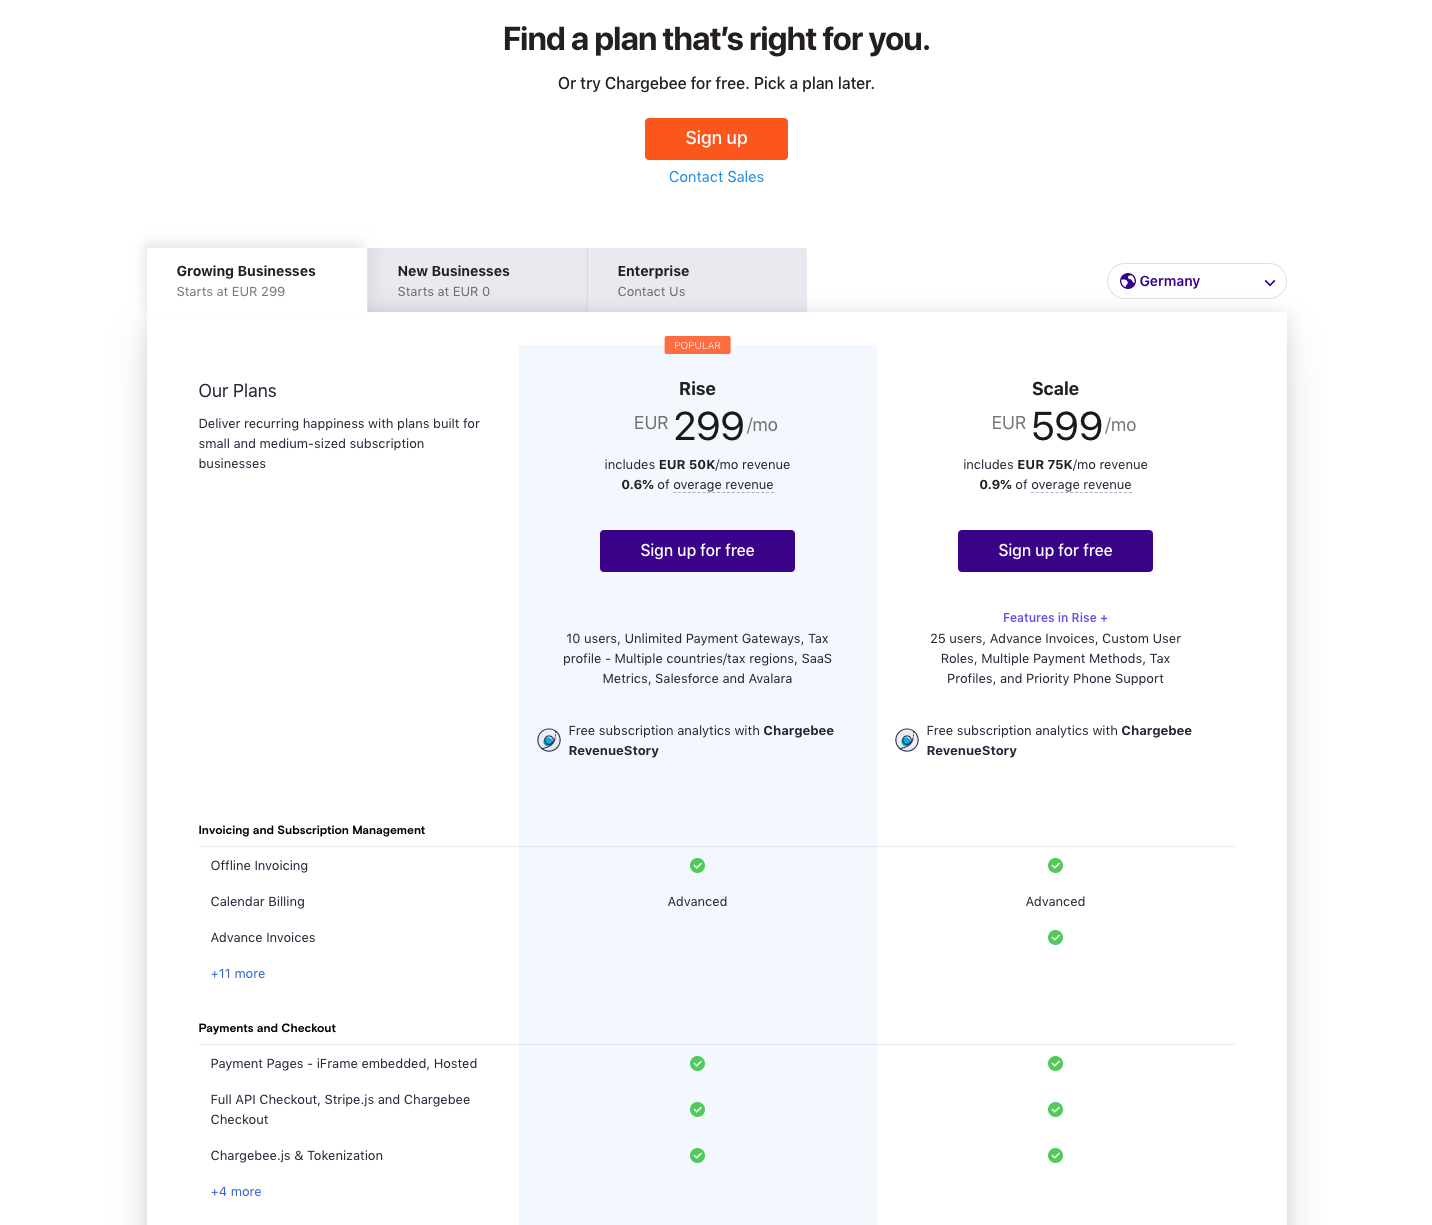 Find a plan that's right for you.
Or try Chargebee for free. Pick a plan later.
Sign up
Contact Sales
Growing Businesses
Starts at EUR 299
New Businesses
Starts at EUR 0
Enterprise
Contact Us
Germany
Our Plans
Deliver recurring happiness with plans built for
small and medium-sized subscription
businesses
POPULAR
Rise
EUR 299/mo
includes EUR 50K/mo revenue
0.6% of overage revenue
Sign up for free
10 users, Unlimited Payment Gateways, Tax
profile - Multiple countries/tax regions, SaaS
Metrics, Salesforce and Avalara
Free subscription analytics with Chargebee
RevenueStory
Scale
EUR 599/mo
includes EUR 75K/mo revenue
0.9% of overage revenue
Sign up for free
Features in Rise +
25 users, Advance Invoices, Custom User
Roles, Multiple Payment Methods, Tax
Profiles, and Priority Phone Support
Free subscription analytics with Chargebee
RevenueStory
Invoicing and Subscription Management
Offline Invoicing
Calendar Billing Advanced Advanced
Advance Invoices
+11 more
Payments and Checkout
Payment Pages - iFrame embedded, Hosted
Full API Checkout, Stripe.js and Chargebee
Checkout
Chargebee.js & Tokenization
+4 more